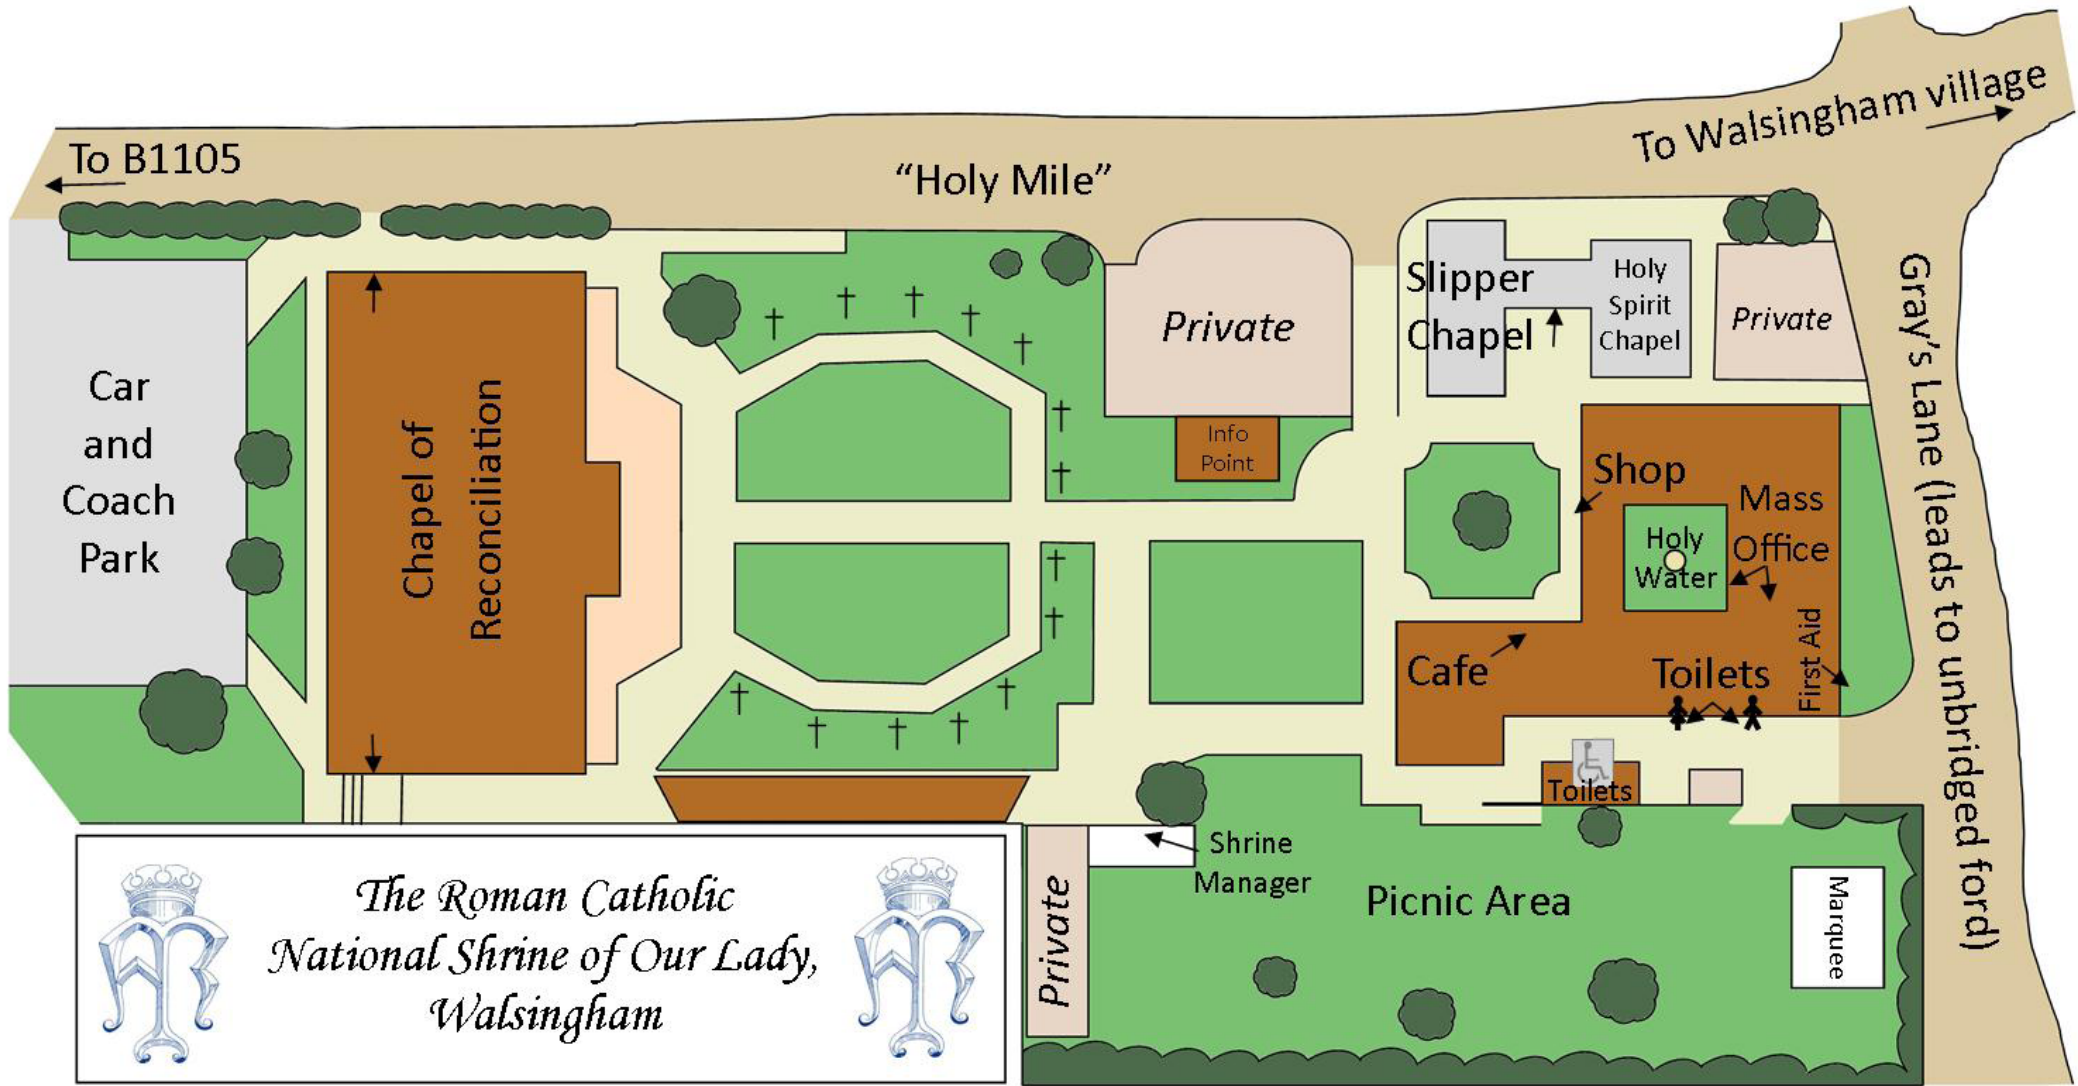 To Walsingham village
To B1105
“Holy Mile”
Slipper
Chapel
Holy
Spirit
Chapel
Private
Private
Gray’s Lane (leads to unbridged ford)
Car
and
Coach
Park
Chapel of
Reconciliation
Info
Point
Shop
Mass
Office
Holy
Water
First Aid
Cafe
Toilets
Toilets
Shrine
Manager
Picnic Area
Private
Marquee
The Roman Catholic
National Shrine of Our Lady,
Walsingham